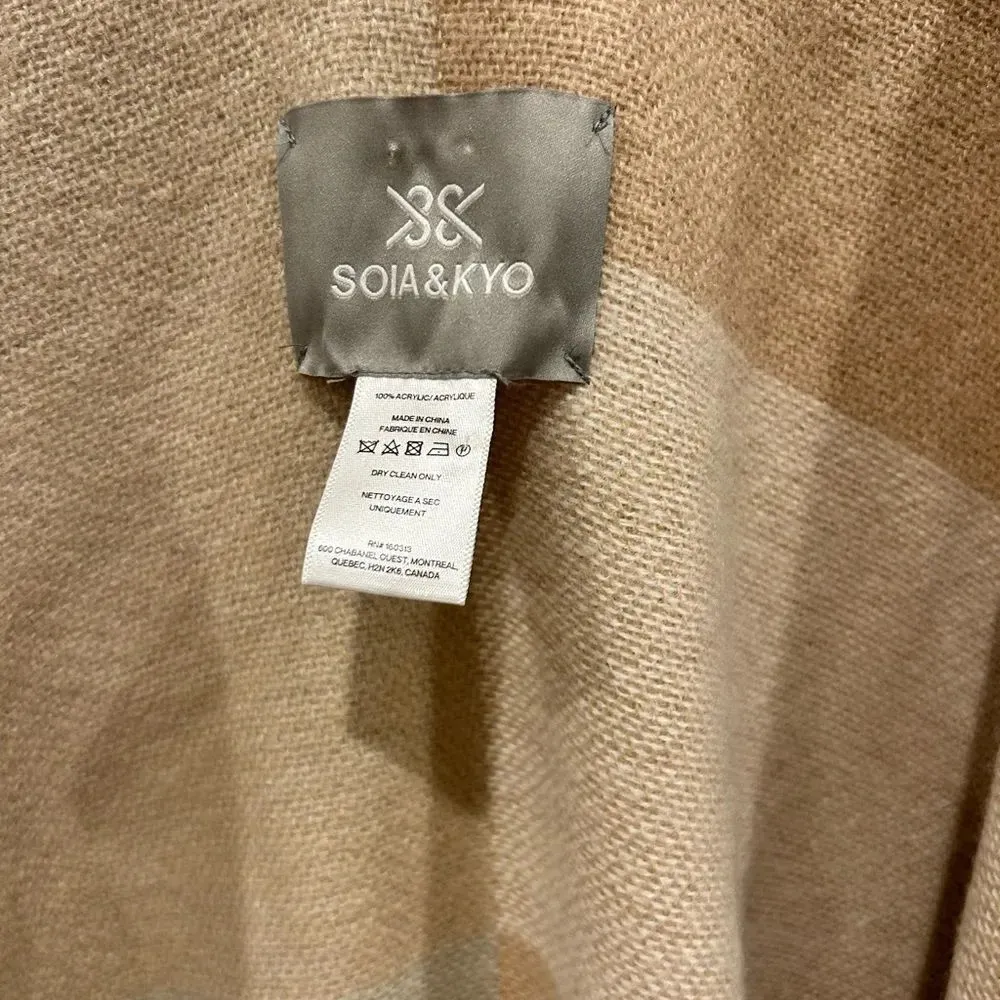 SOIA&KYO
100% ACRYLIC/ ACRYLIQUE
MADE IN CHINA
FABRIQUE EN CHINE
DRY CLEAN ONLY
NETTOYAGE A SEC
UNIQUEMENT
RN# 160313
600 CHABANEL OUEST, MONTREAL,
QUEBEC, H2N 2K6, CANADA